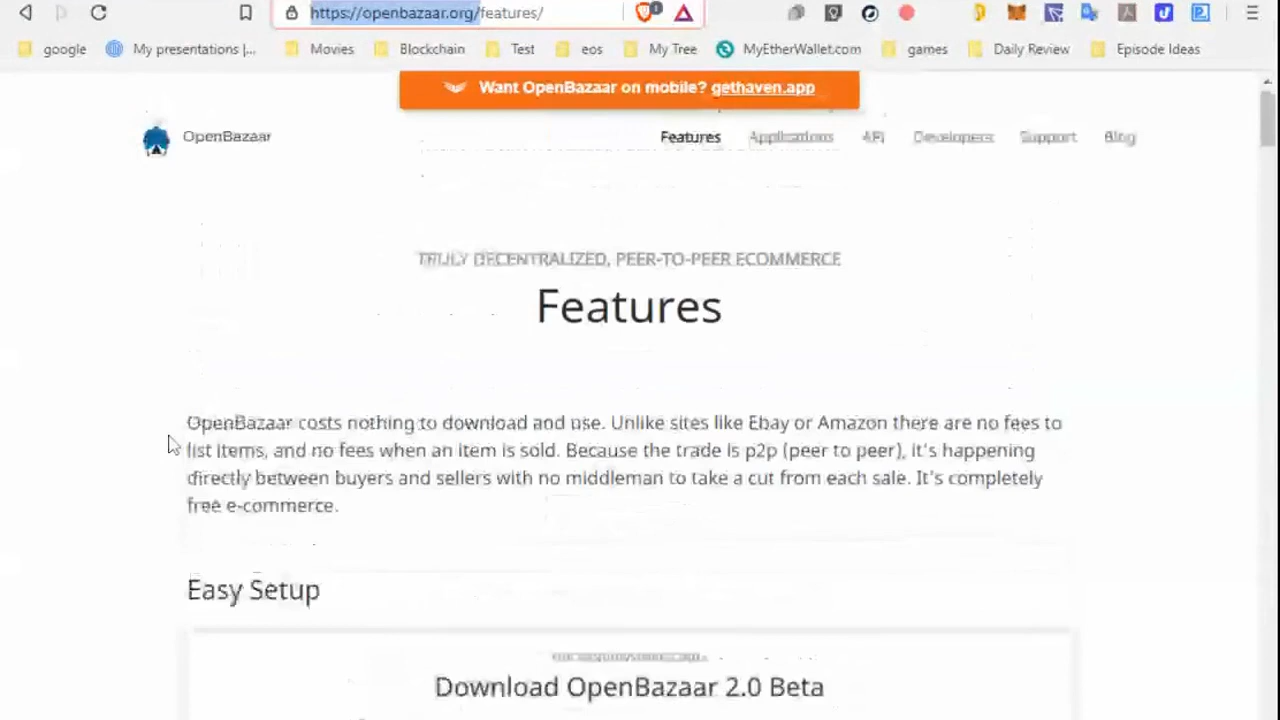 https://openbazaar.org/features/
google
My presentations |...
Movies
Blockchain
Test
eos
My Tree
MyEtherWallet.com
games
Daily Review
Episode Ideas
Want OpenBazaar on mobile? gethaven.app
OpenBazaar
Features
Applications
API
Developers
Support
Blog
TRULY DECENTRALIZED, PEER-TO-PEER ECOMMERCE
Features
OpenBazaar costs nothing to download and use. Unlike sites like Ebay or Amazon there are no fees to
list items, and no fees when an item is sold. Because the trade is p2p (peer to peer), it's happening
directly between buyers and sellers with no middleman to take a cut from each sale. It's completely
free e-commerce.
Easy Setup
Download OpenBazaar 2.0 Beta